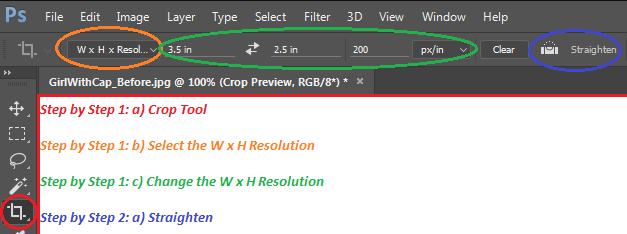 Ps File Edit Image Layer Type Select Filter 3D View Window Help
W x H x Resol... 3.5 in 2.5 in 200 px/in Clear Straighten
GirlWithCap_Before.jpg @ 100% (Crop Preview, RGB/8*) * ×
Step by Step 1: a) Crop Tool
Step by Step 1: b) Select the W x H Resolution
Step by Step 1: c) Change the W x H Resolution
Step by Step 2: a) Straighten